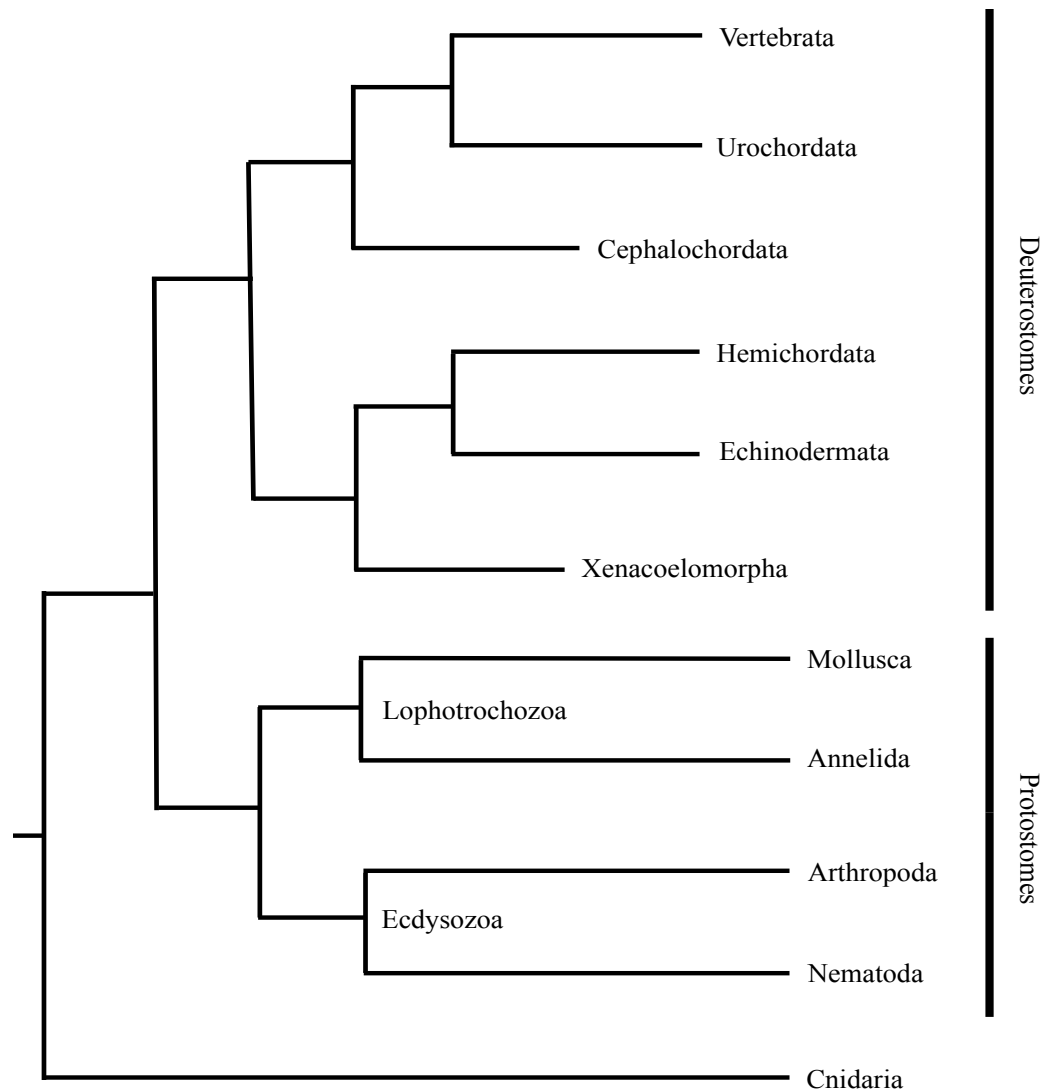 Vertebrata
Urochordata
Cephalochordata
Hemichordata
Echinodermata
Xenacoelomorpha
Deuterostomes
Mollusca
Lophotrochozoa
Annelida
Arthropoda
Ecdysozoa
Nematoda
Protostomes
Cnidaria